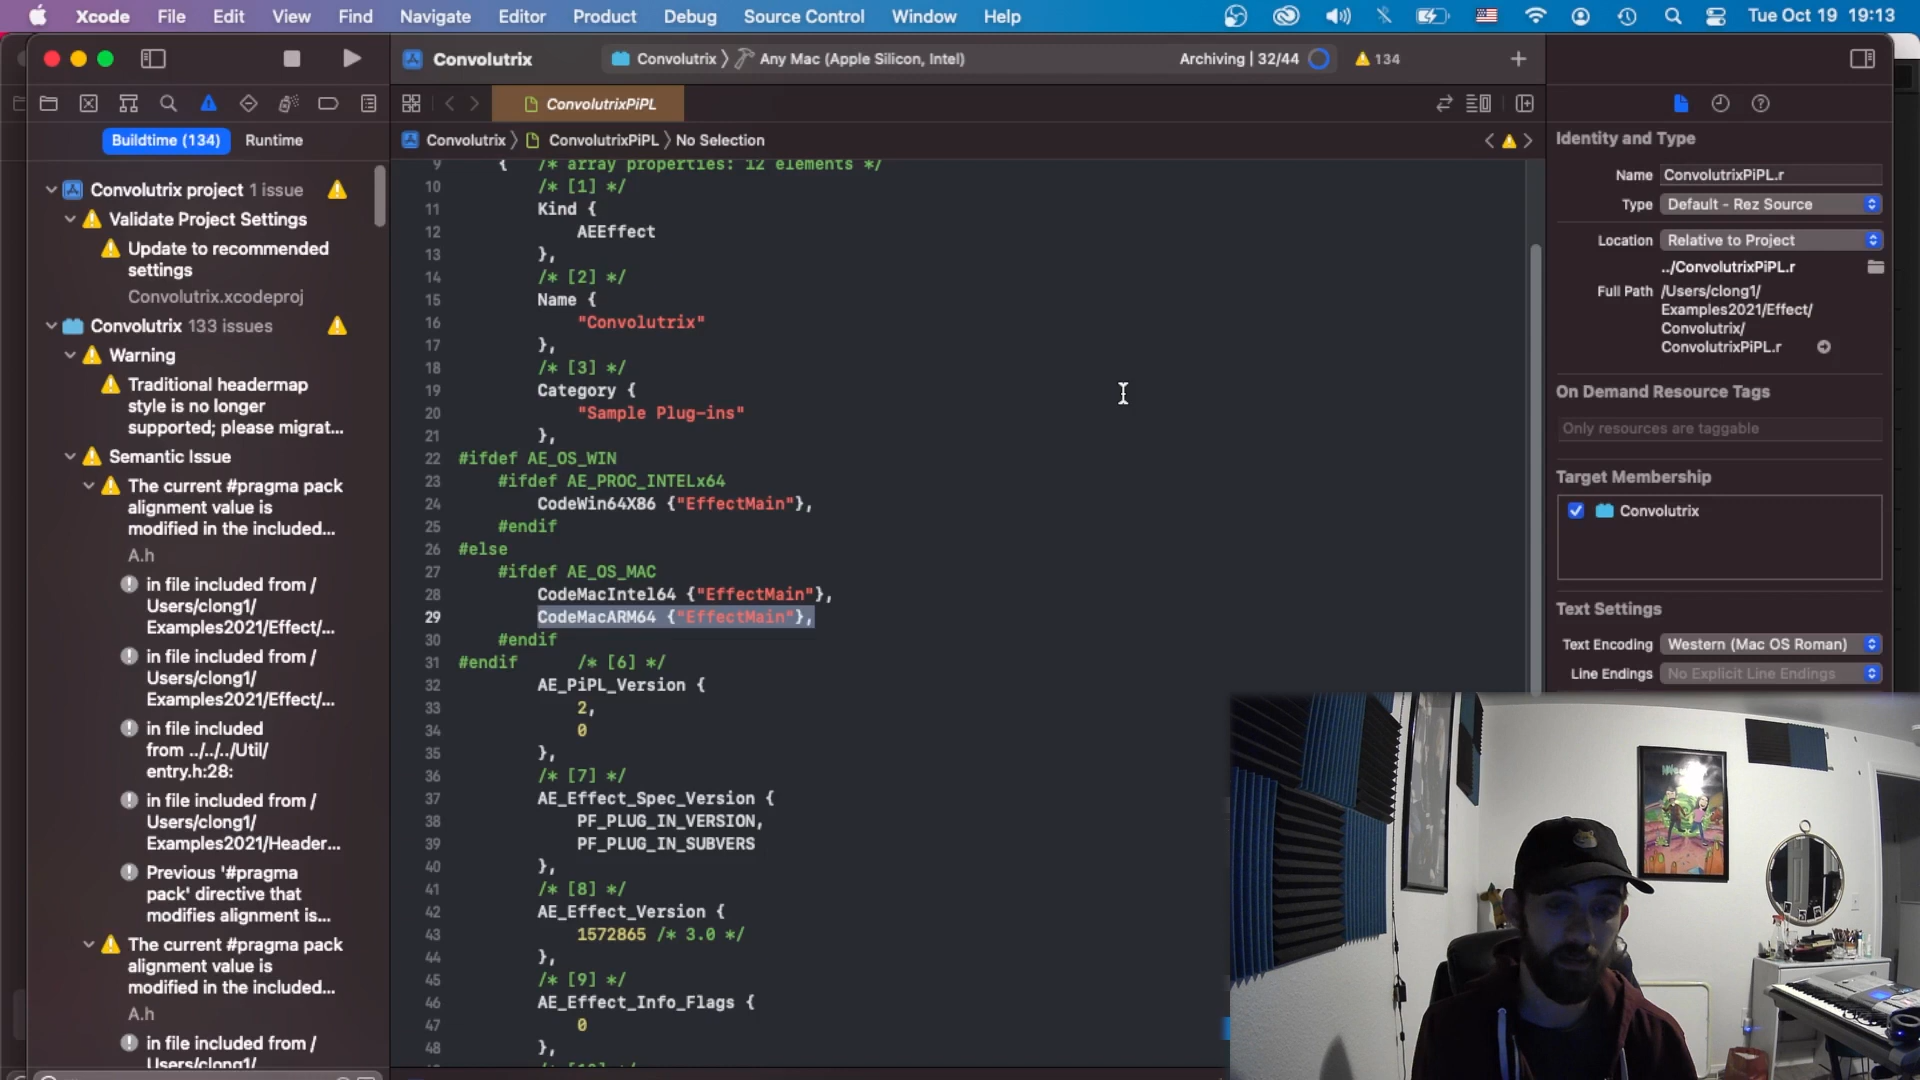 Xcode File Edit View Find Navigate Editor Product Debug Source Control Window Help Tue Oct 19 19:13
Convolutrix Convolutrix Any Mac (Apple Silicon, Intel) Archiving | 32/44 134
ConvolutrixPiPL
Buildtime (134) Runtime
Convolutrix ConvolutrixPiPL No Selection
Convolutrix project 1 issue
Validate Project Settings
Update to recommended
settings
Convolutrix.xcodeproj
Convolutrix 133 issues
Warning
Traditional headermap
style is no longer
supported; please migrat...
Semantic Issue
The current #pragma pack
alignment value is
modified in the included...
A.h
in file included from /
Users/clong1/
Examples2021/Effect/...
in file included from /
Users/clong1/
Examples2021/Effect/...
in file included
from ../../../Util/
entry.h:28:
in file included from /
Users/clong1/
Examples2021/Header...
Previous '#pragma
pack' directive that
modifies alignment is...
The current #pragma pack
alignment value is
modified in the included...
A.h
in file included from /
Users/clong1/
9 { /* array properties: 12 elements */
10 /* [1] */
11 Kind {
12 AEEffect
13 },
14 /* [2] */
15 Name {
16 "Convolutrix"
17 },
18 /* [3] */
19 Category {
20 "Sample Plug-ins"
21 },
22 #ifdef AE_OS_WIN
23 #ifdef AE_PROC_INTELx64
24 CodeWin64X86 {"EffectMain"},
25 #endif
26 #else
27 #ifdef AE_OS_MAC
28 CodeMacIntel64 {"EffectMain"},
29 CodeMacARM64 {"EffectMain"},
30 #endif
31 #endif /* [6] */
32 AE_PiPL_Version {
33 2,
34 0
35 },
36 /* [7] */
37 AE_Effect_Spec_Version {
38 PF_PLUG_IN_VERSION,
39 PF_PLUG_IN_SUBVERS
40 },
41 /* [8] */
42 AE_Effect_Version {
43 1572865 /* 3.0 */
44 },
45 /* [9] */
46 AE_Effect_Info_Flags {
47 0
48 },
Identity and Type
Name ConvolutrixPiPL.r
Type Default - Rez Source
Location Relative to Project
../ConvolutrixPiPL.r
Full Path /Users/clong1/
Examples2021/Effect/
Convolutrix/
ConvolutrixPiPL.r
On Demand Resource Tags
Only resources are taggable
Target Membership
Convolutrix
Text Settings
Text Encoding Western (Mac OS Roman)
Line Endings No Explicit Line Endings